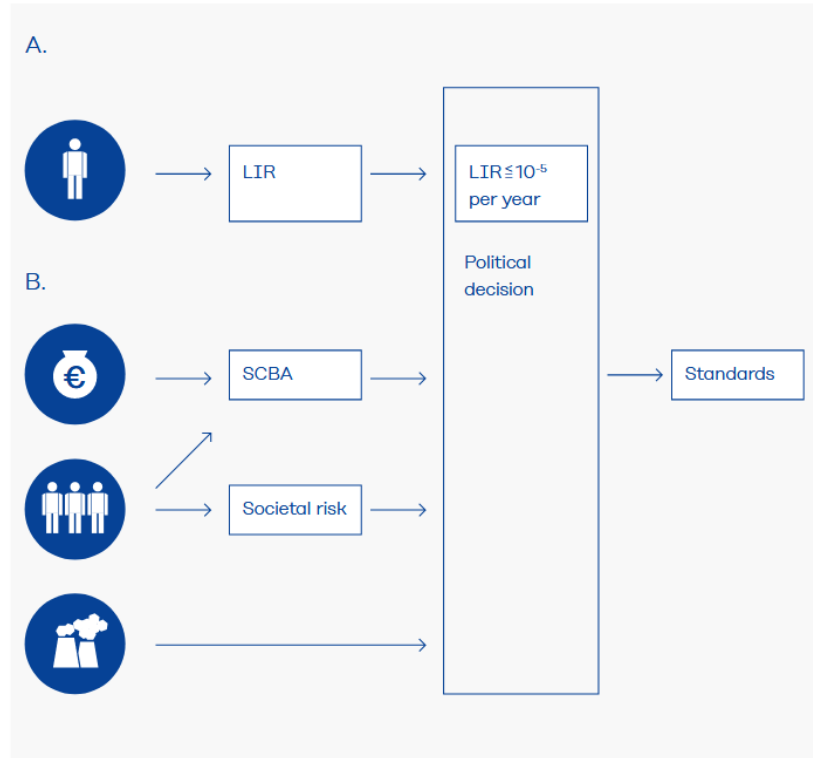 A.
LIR
LIR≦10⁻⁵
per year
Political
decision
B.
€
SCBA
Standards
Societal risk